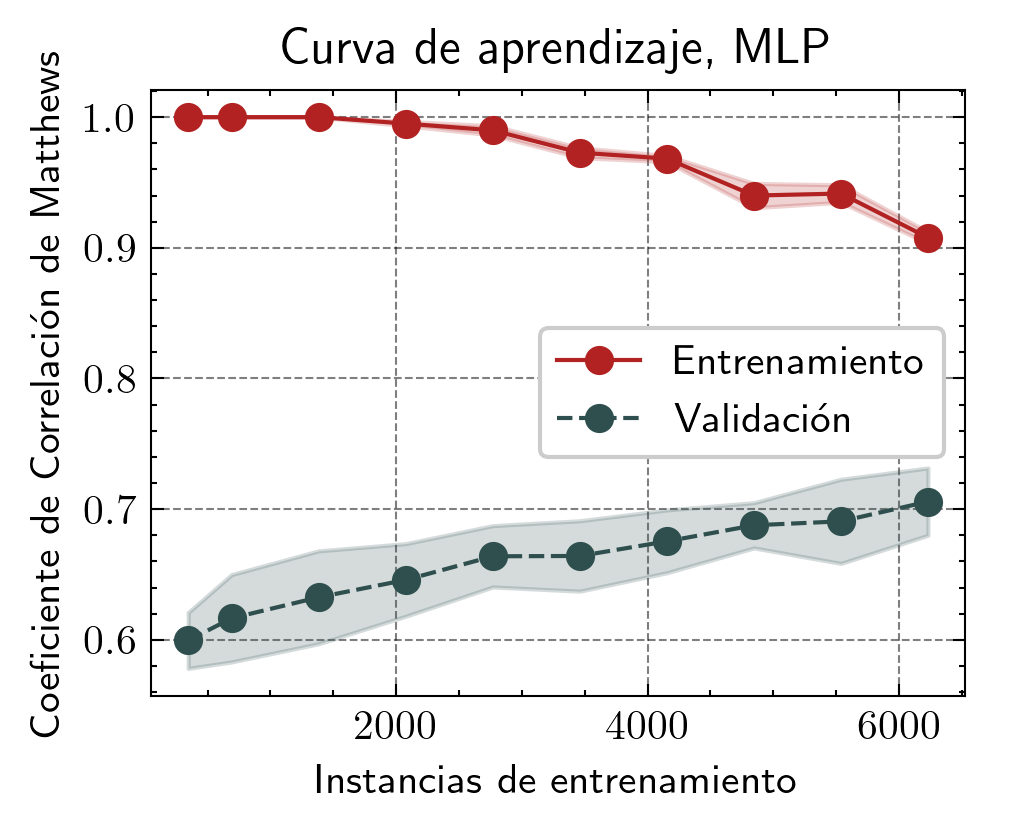 Curva de aprendizaje, MLP
Coeficiente de Correlación de Matthews
1.0
0.9
0.8
0.7
0.6
Entrenamiento
Validación
2000
4000
6000
Instancias de entrenamiento